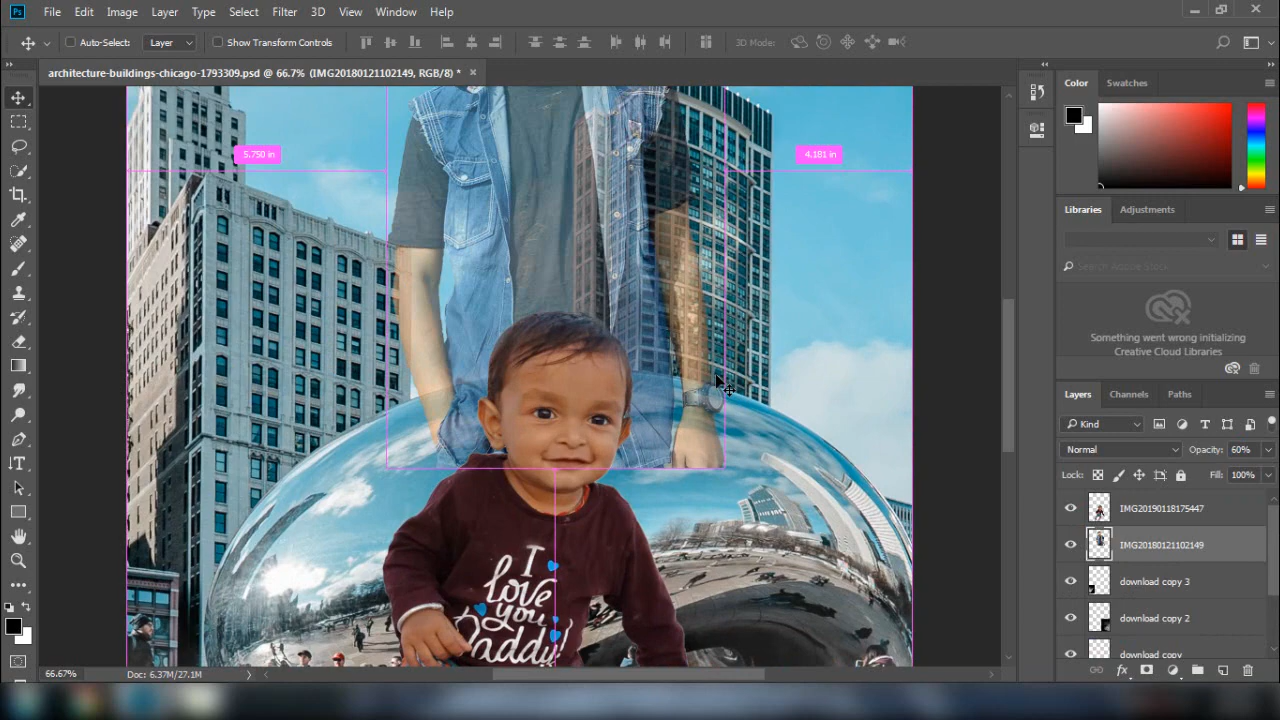 Ps File Edit Image Layer Type Select Filter 3D View Window Help
Auto-Select: Layer Show Transform Controls 3D Mode:
architecture-buildings-chicago-1793309.psd @ 66.7% (IMG20180121102149, RGB/8) *
Color Swatches
5.750 in 4.181 in
Libraries Adjustments
Search Adobe Stock
Something went wrong initializing
Creative Cloud Libraries
Layers Channels Paths
Kind
Normal Opacity: 60%
Lock: Fill: 100%
IMG20190118175447
IMG20180121102149
download copy 3
download copy 2
download copy
I
love
you
Daddy!
66.67% Doc: 6.37M/27.1M